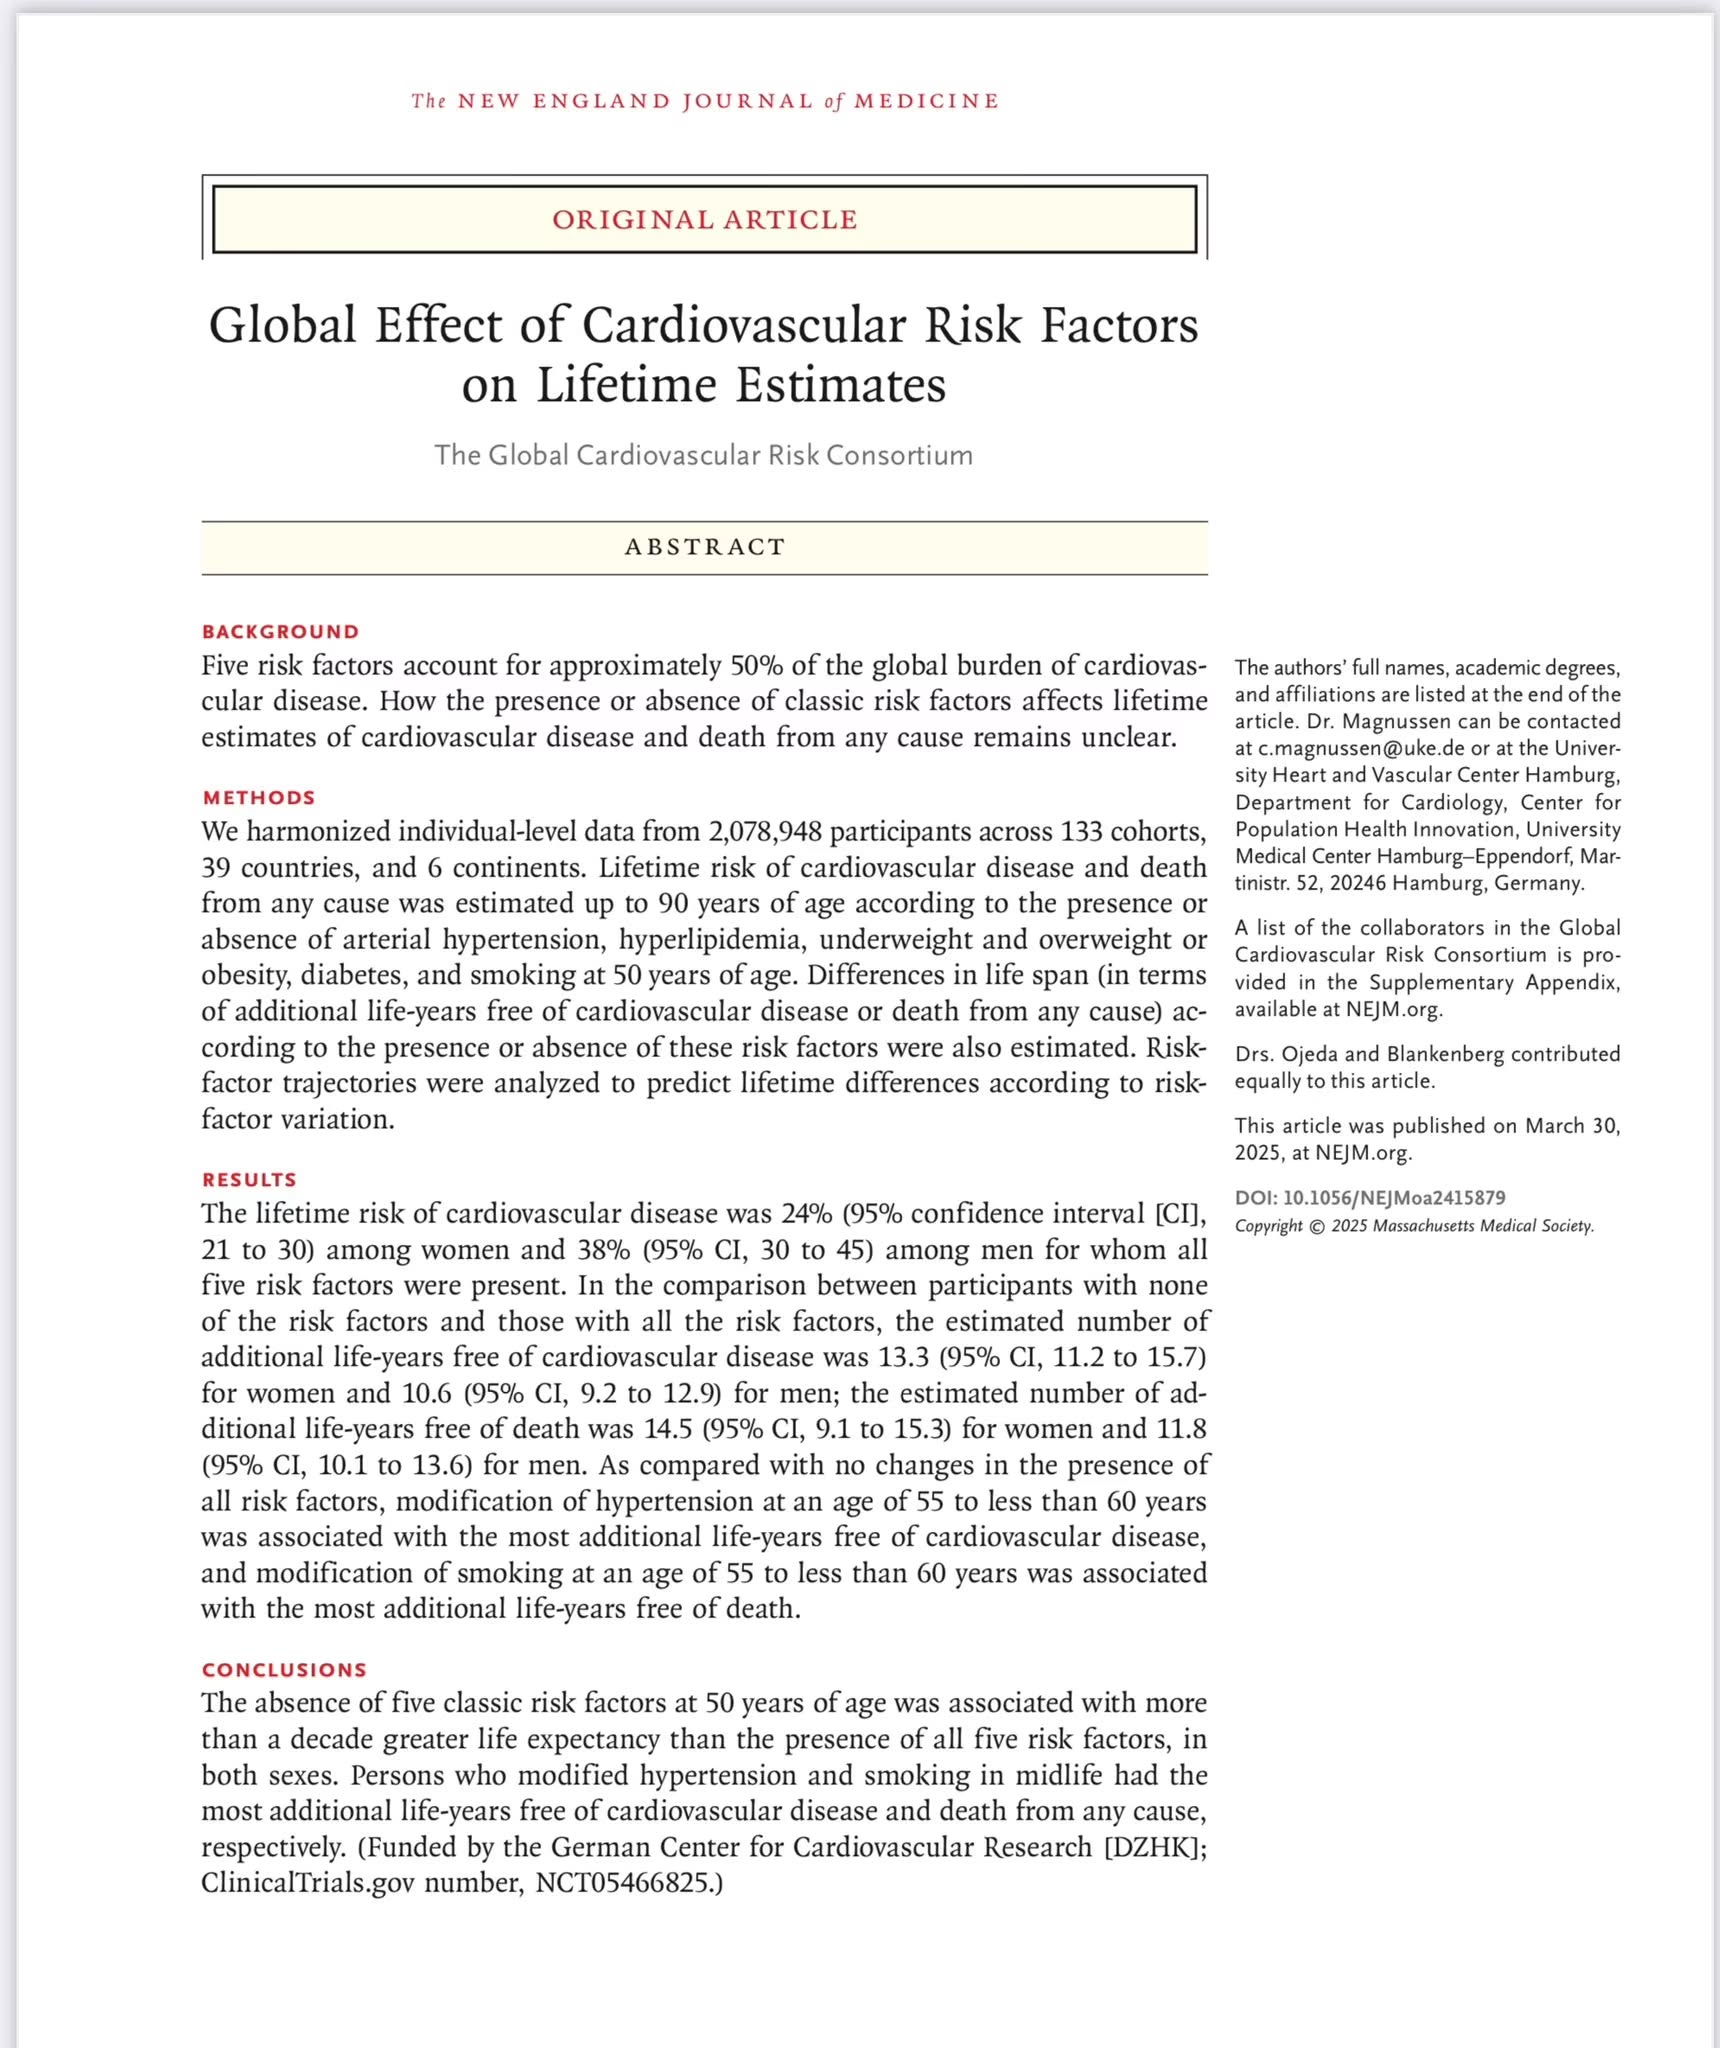 The NEW ENGLAND JOURNAL of MEDICINE
ORIGINAL ARTICLE
Global Effect of Cardiovascular Risk Factors
on Lifetime Estimates
The Global Cardiovascular Risk Consortium
ABSTRACT
BACKGROUND
Five risk factors account for approximately 50% of the global burden of cardiovas-
cular disease. How the presence or absence of classic risk factors affects lifetime
estimates of cardiovascular disease and death from any cause remains unclear.
METHODS
We harmonized individual-level data from 2,078,948 participants across 133 cohorts,
39 countries, and 6 continents. Lifetime risk of cardiovascular disease and death
from any cause was estimated up to 90 years of age according to the presence or
absence of arterial hypertension, hyperlipidemia, underweight and overweight or
obesity, diabetes, and smoking at 50 years of age. Differences in life span (in terms
of additional life-years free of cardiovascular disease or death from any cause) ac-
cording to the presence or absence of these risk factors were also estimated. Risk-
factor trajectories were analyzed to predict lifetime differences according to risk-
factor variation.
RESULTS
The lifetime risk of cardiovascular disease was 24% (95% confidence interval [CI],
21 to 30) among women and 38% (95% CI, 30 to 45) among men for whom all
five risk factors were present. In the comparison between participants with none
of the risk factors and those with all the risk factors, the estimated number of
additional life-years free of cardiovascular disease was 13.3 (95% CI, 11.2 to 15.7)
for women and 10.6 (95% CI, 9.2 to 12.9) for men; the estimated number of ad-
ditional life-years free of death was 14.5 (95% CI, 9.1 to 15.3) for women and 11.8
(95% CI, 10.1 to 13.6) for men. As compared with no changes in the presence of
all risk factors, modification of hypertension at an age of 55 to less than 60 years
was associated with the most additional life-years free of cardiovascular disease,
and modification of smoking at an age of 55 to less than 60 years was associated
with the most additional life-years free of death.
CONCLUSIONS
The absence of five classic risk factors at 50 years of age was associated with more
than a decade greater life expectancy than the presence of all five risk factors, in
both sexes. Persons who modified hypertension and smoking in midlife had the
most additional life-years free of cardiovascular disease and death from any cause,
respectively. (Funded by the German Center for Cardiovascular Research [DZHK];
ClinicalTrials.gov number, NCT05466825.)
The authors' full names, academic degrees,
and affiliations are listed at the end of the
article. Dr. Magnussen can be contacted
at c.magnussen@uke.de or at the Univer-
sity Heart and Vascular Center Hamburg,
Department for Cardiology, Center for
Population Health Innovation, University
Medical Center Hamburg–Eppendorf, Mar-
tinistr. 52, 20246 Hamburg, Germany.
A list of the collaborators in the Global
Cardiovascular Risk Consortium is pro-
vided in the Supplementary Appendix,
available at NEJM.org.
Drs. Ojeda and Blankenberg contributed
equally to this article.
This article was published on March 30,
2025, at NEJM.org.
DOI: 10.1056/NEJMoa2415879
Copyright © 2025 Massachusetts Medical Society.